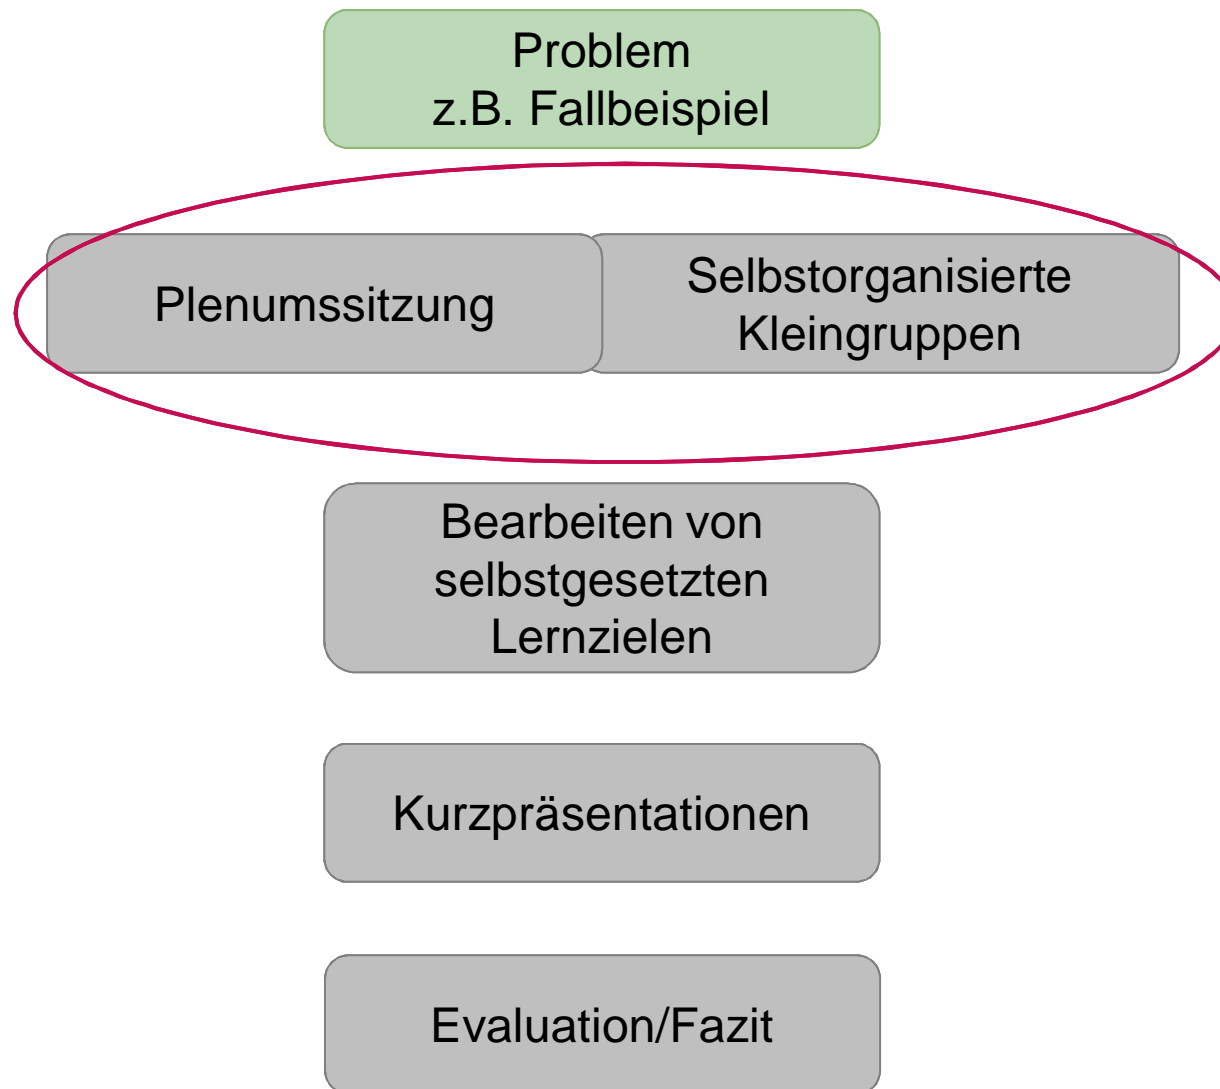 Problem
z.B. Fallbeispiel
Plenumssitzung
Selbstorganisierte
Kleingruppen
Bearbeiten von
selbstgesetzten
Lernzielen
Kurzpräsentationen
Evaluation/Fazit